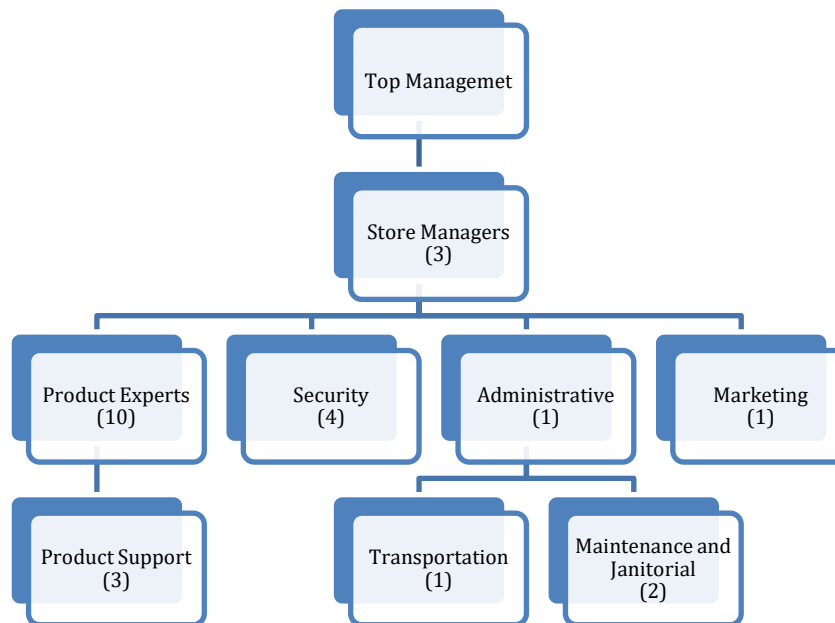 Top Managemet
Store Managers
(3)
Product Experts
(10)
Security
(4)
Administrative
(1)
Marketing
(1)
Product Support
(3)
Transportation
(1)
Maintenance and
Janitorial
(2)